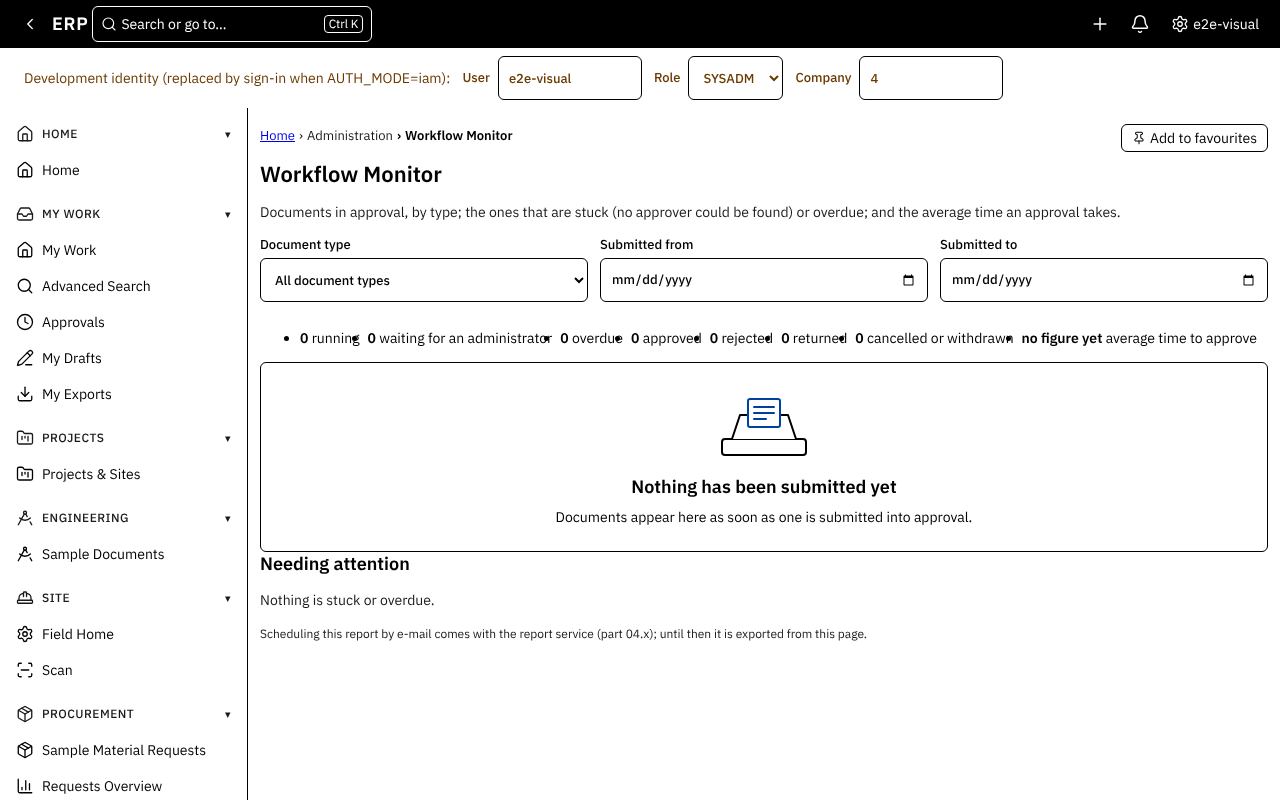 ERP
Search or go to...
Ctrl K
e2e-visual
Development identity (replaced by sign-in when AUTH_MODE=iam):
User
e2e-visual
Role
SYSADM
Company
4
HOME
Home
MY WORK
My Work
Advanced Search
Approvals
My Drafts
My Exports
PROJECTS
Projects & Sites
ENGINEERING
Sample Documents
SITE
Field Home
Scan
PROCUREMENT
Sample Material Requests
Requests Overview
Home › Administration › Workflow Monitor
Add to favourites
Workflow Monitor
Documents in approval, by type; the ones that are stuck (no approver could be found) or overdue; and the average time an approval takes.
Document type
All document types
Submitted from
mm/dd/yyyy
Submitted to
mm/dd/yyyy
• 0 running • 0 waiting for an administrator • 0 overdue • 0 approved • 0 rejected • 0 returned • 0 cancelled or withdrawn • no figure yet average time to approve
Nothing has been submitted yet
Documents appear here as soon as one is submitted into approval.
Needing attention
Nothing is stuck or overdue.
Scheduling this report by e-mail comes with the report service (part 04.x); until then it is exported from this page.